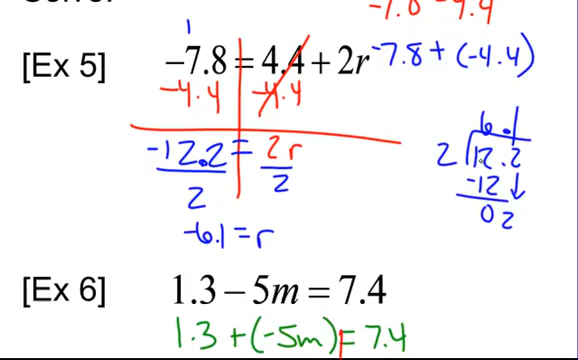 -7.8 - 4.4
[Ex 5] −7.8 = 4.4 + 2r -7.8 + (-4.4)
1
-4.4 -4.4
-12.2 = 2r
2 2
-6.1 = r
6.1
2 12.2
-12
02
[Ex 6] 1.3 − 5m = 7.4
1.3 + (-5m) = 7.4